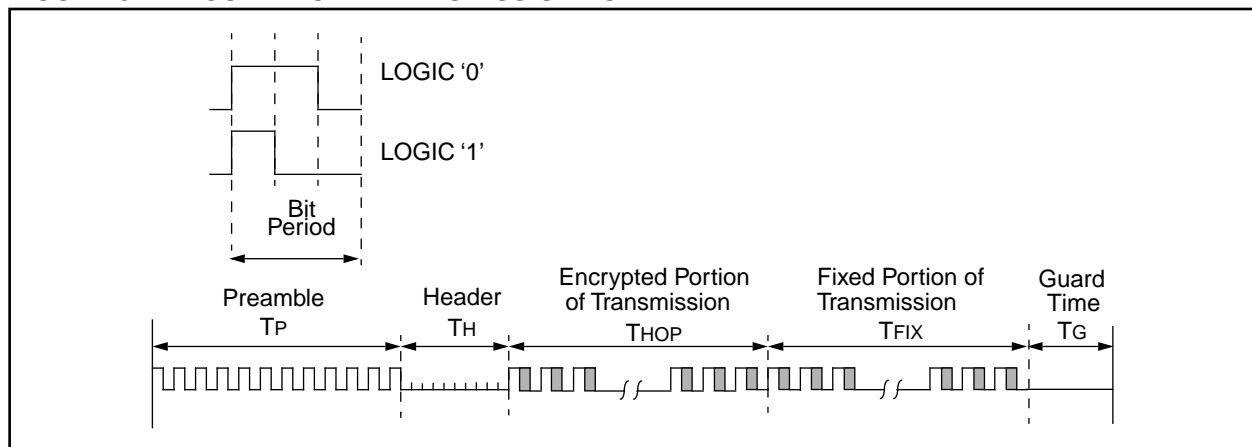 LOGIC ‘0’
LOGIC ‘1’
Bit
Period
Preamble
TP
Header
TH
Encrypted Portion
of Transmission
THOP
Fixed Portion of
Transmission
TFIX
Guard
Time
TG